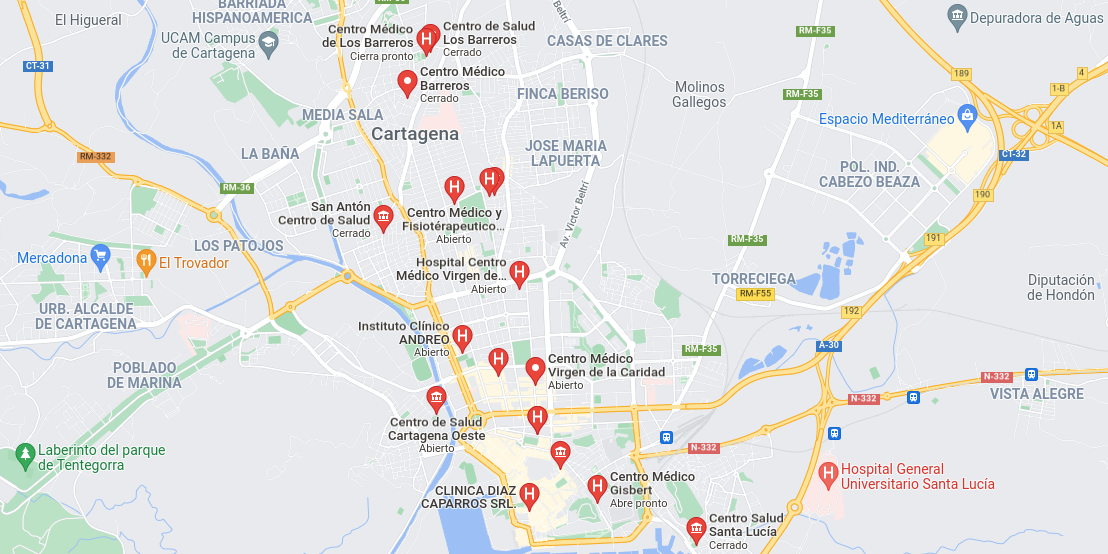 BARRIADA
HISPANOAMERICA
El Higueral
UCAM Campus
de Cartagena
Centro Médico
de Los Barreros
Cierra pronto
Centro de Salud
Los Barreros
Cerrado
Beltrí
CASAS DE CLARES
RM-F35
Depuradora de Aguas
CT-31
Centro Médico
Barreros
Cerrado
FINCA BERISO
Molinos
Gallegos
RM-F35
189
4
1-B
1A
MEDIA SALA
Cartagena
Espacio Mediterráneo
CT-32
RM-332
LA BAÑA
JOSE MARIA
LAPUERTA
POL. IND.
CABEZO BEAZA
RM-36
190
San Antón
Centro de Salud
Cerrado
Centro Médico y
Fisiotérapeutico...
Abierto
Av. Víctor Beltrí
RM-F35
191
LOS PATOJOS
Mercadona
El Trovador
Hospital Centro
Médico Virgen de...
Abierto
TORRECIEGA
RM-F55
Diputación
de Hondón
URB. ALCALDE
DE CARTAGENA
192
Instituto Clínico
ANDREO
Abierto
RM-F35
A-30
Centro Médico
Virgen de la Caridad
Abierto
POBLADO
DE MARINA
N-332
N-332
VISTA ALEGRE
Centro de Salud
Cartagena Oeste
Abierto
N-332
Laberinto del parque
de Tentegorra
Hospital General
Universitario Santa Lucía
Centro Médico
Gisbert
Abre pronto
CLINICA DIAZ
CAPARROS SRL.
Centro Salud
Santa Lucía
Cerrado